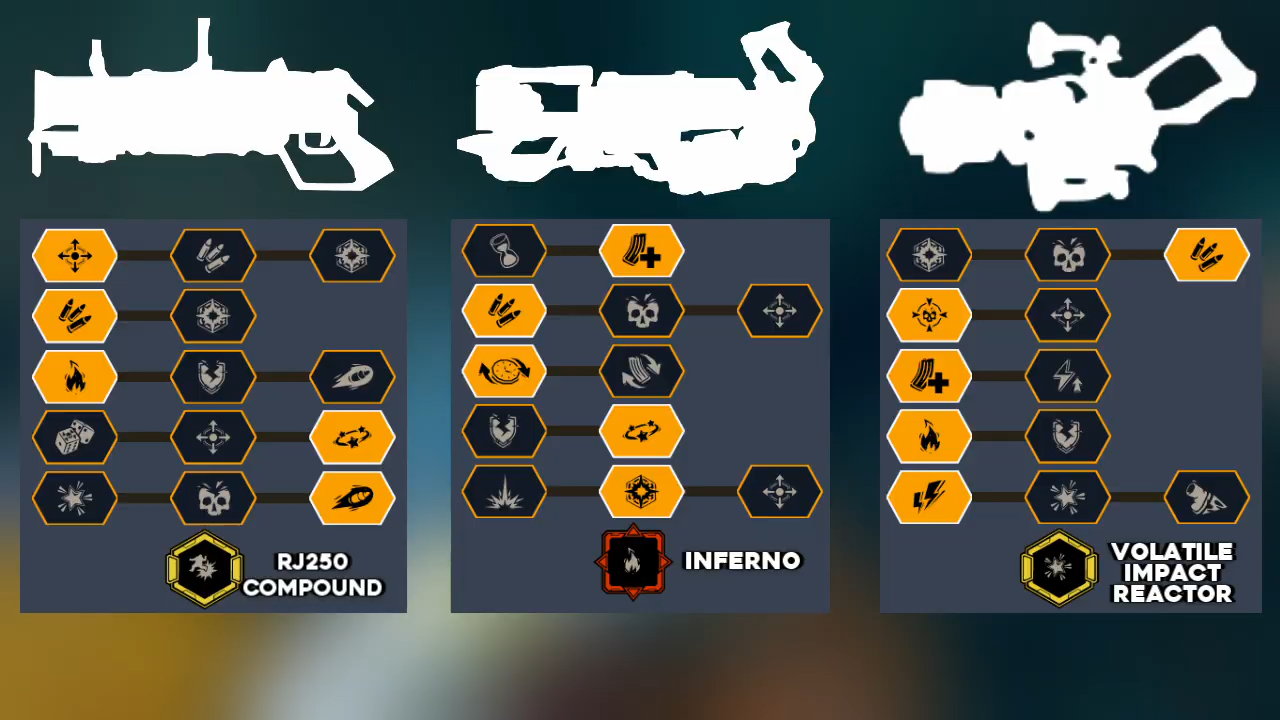 RJ250
COMPOUND
INFERNO
VOLATILE
IMPACT
REACTOR